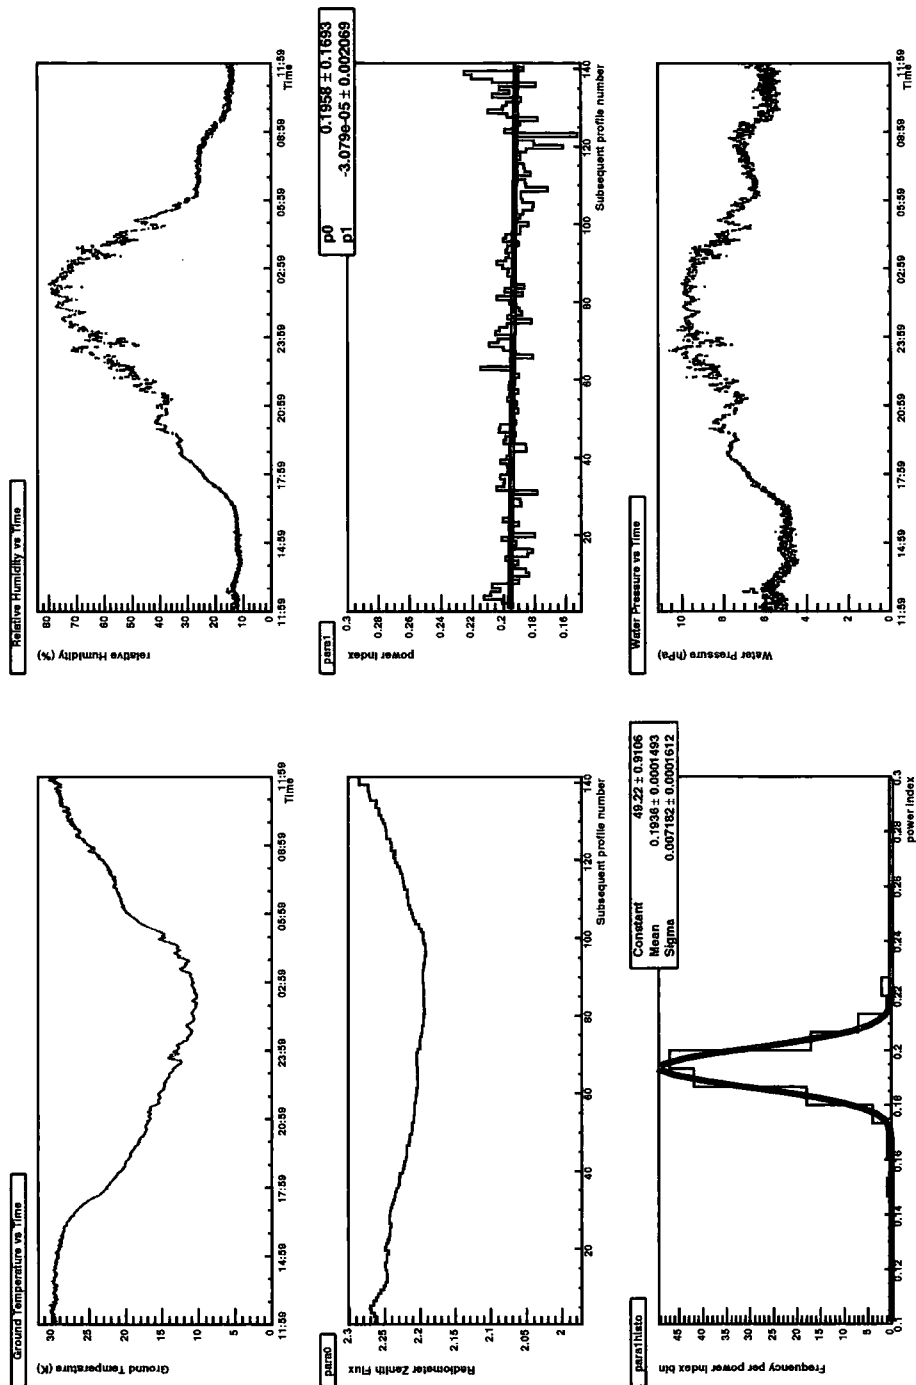 Ground Temperature vs Time
Ground Temperature (K)
30
25
20
15
10
5
0
11:59 14:59 17:59 20:59 23:59 02:59 05:59 08:59 11:59
Time
Relative Humidity vs Time
relative Humidity (%)
80
70
60
50
40
30
20
10
0
11:59 14:59 17:59 20:59 23:59 02:59 05:59 08:59 11:59
Time
para0
Radiometer Zenith Flux
2.3
2.25
2.2
2.15
2.1
2.05
2
20 40 60 80 100 120 140
Subsequent profile number
para1
p0 0.1958 ± 0.1693
p1 -3.079e-05 ± 0.002069
power index
0.3
0.28
0.26
0.24
0.22
0.2
0.18
0.16
20 40 60 80 100 120 140
Subsequent profile number
para1histo
Constant 49.22 ± 0.9106
Mean 0.1936 ± 0.0001493
Sigma 0.007182 ± 0.0001612
Frequency per power index bin
45
40
35
30
25
20
15
10
5
0
0.1 0.12 0.14 0.16 0.18 0.2 0.22 0.24 0.26 0.28 0.3
power index
Water Pressure vs Time
Water Pressure (hPa)
10
8
6
4
2
0
11:59 14:59 17:59 20:59 23:59 02:59 05:59 08:59 11:59
Time